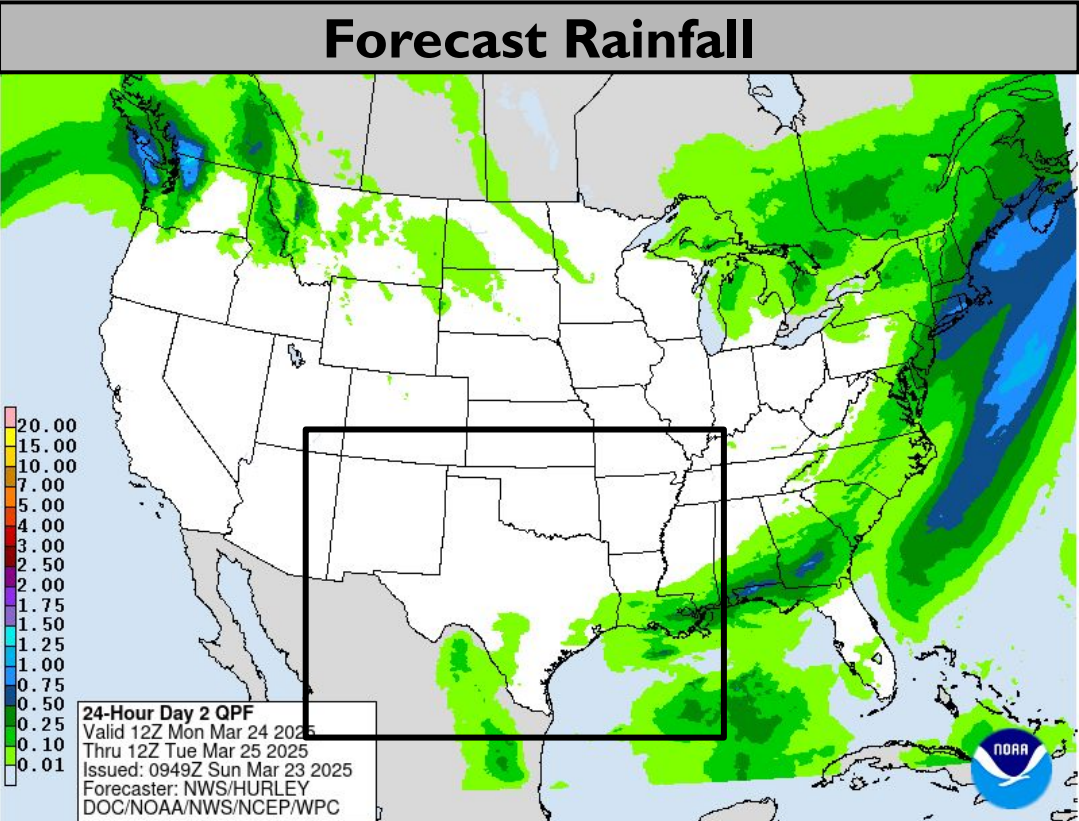 Forecast Rainfall
20.00
15.00
10.00
7.00
5.00
4.00
3.00
2.50
2.00
1.75
1.50
1.25
1.00
0.75
0.50
0.25
0.10
0.01
24-Hour Day 2 QPF
Valid 12Z Mon Mar 24 2025
Thru 12Z Tue Mar 25 2025
Issued: 0949Z Sun Mar 23 2025
Forecaster: NWS/HURLEY
DOC/NOAA/NWS/NCEP/WPC
NOAA